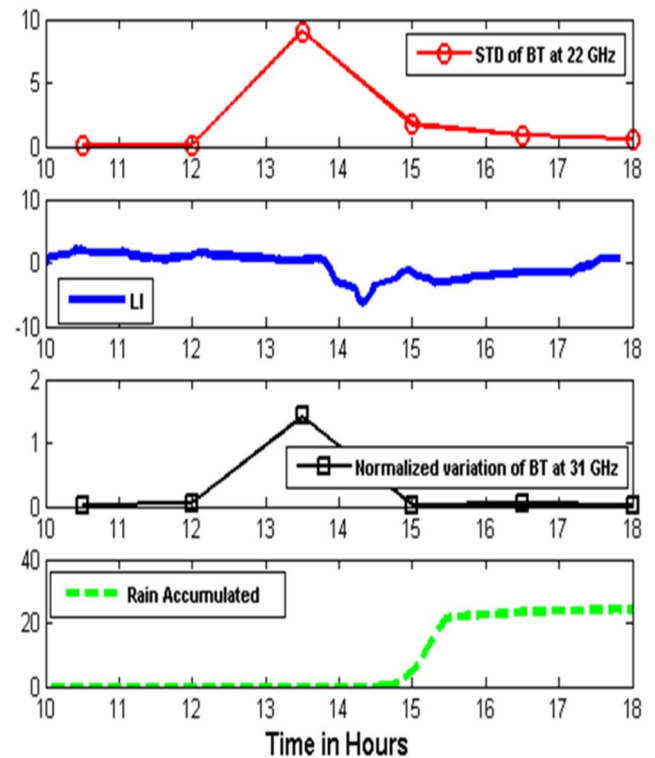 10
5
0
10 11 12 13 14 15 16 17 18
STD of BT at 22 GHz
10
0
-10
10 11 12 13 14 15 16 17 18
LI
2
1
0
10 11 12 13 14 15 16 17 18
Normalized variation of BT at 31 GHz
40
20
0
10 11 12 13 14 15 16 17 18
Rain Accumulated
Time in Hours